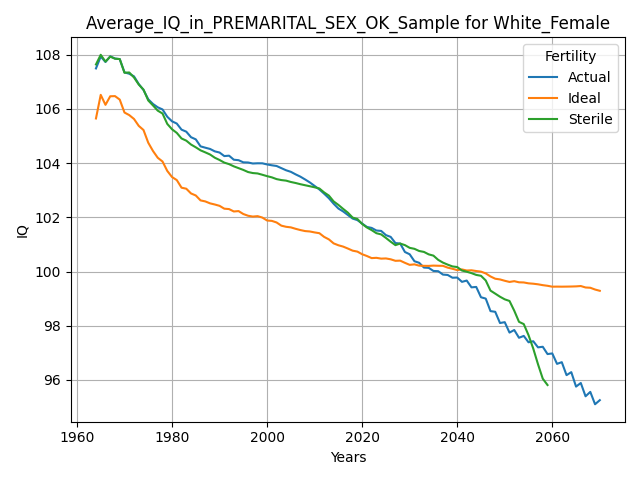 Average_IQ_in_PREMARITAL_SEX_OK_Sample for White_Female
Fertility
Actual
Ideal
Sterile
108
106
104
102
100
98
96
IQ
1960
1980
2000
2020
2040
2060
Years